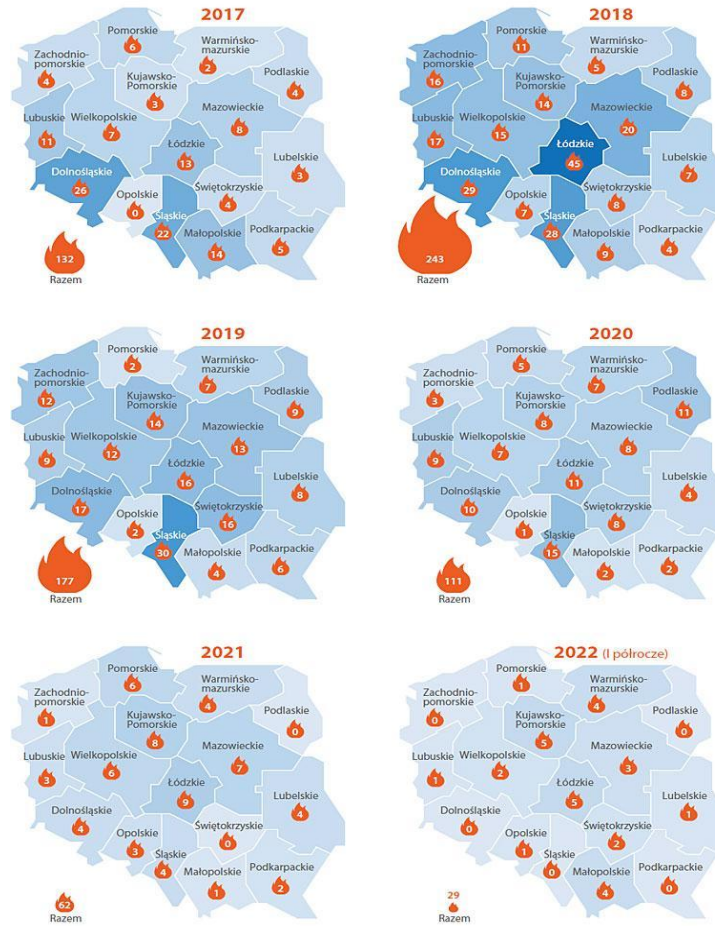 2017
Pomorskie
6
Warmińsko-
mazurskie
2
Zachodnio-
pomorskie
4
Podlaskie
4
Kujawsko-
Pomorskie
3
Mazowieckie
8
Lubuskie
11
Wielkopolskie
7
Łódzkie
13
Lubelskie
3
Dolnośląskie
26
Opolskie
0
Świętokrzyskie
4
Śląskie
22
Małopolskie
14
Podkarpackie
5
132
Razem
2018
Pomorskie
11
Warmińsko-
mazurskie
5
Zachodnio-
pomorskie
16
Podlaskie
8
Kujawsko-
Pomorskie
14
Mazowieckie
20
Lubuskie
17
Wielkopolskie
15
Łódzkie
45
Lubelskie
7
Dolnośląskie
29
Opolskie
7
Świętokrzyskie
8
Śląskie
28
Małopolskie
9
Podkarpackie
4
243
Razem
2019
Pomorskie
2
Warmińsko-
mazurskie
7
Zachodnio-
pomorskie
12
Podlaskie
9
Kujawsko-
Pomorskie
14
Mazowieckie
13
Lubuskie
9
Wielkopolskie
12
Łódzkie
16
Lubelskie
8
Dolnośląskie
17
Opolskie
2
Świętokrzyskie
16
Śląskie
30
Małopolskie
4
Podkarpackie
6
177
Razem
2020
Pomorskie
5
Warmińsko-
mazurskie
7
Zachodnio-
pomorskie
3
Podlaskie
11
Kujawsko-
Pomorskie
8
Mazowieckie
8
Lubuskie
9
Wielkopolskie
7
Łódzkie
11
Lubelskie
4
Dolnośląskie
10
Opolskie
1
Świętokrzyskie
8
Śląskie
15
Małopolskie
2
Podkarpackie
2
111
Razem
2021
Pomorskie
6
Warmińsko-
mazurskie
4
Zachodnio-
pomorskie
1
Podlaskie
0
Kujawsko-
Pomorskie
8
Mazowieckie
7
Lubuskie
3
Wielkopolskie
6
Łódzkie
9
Lubelskie
4
Dolnośląskie
4
Opolskie
3
Świętokrzyskie
0
Śląskie
4
Małopolskie
1
Podkarpackie
2
62
Razem
2022 (I półrocze)
Pomorskie
1
Warmińsko-
mazurskie
4
Zachodnio-
pomorskie
0
Podlaskie
0
Kujawsko-
Pomorskie
5
Mazowieckie
3
Lubuskie
1
Wielkopolskie
2
Łódzkie
5
Lubelskie
1
Dolnośląskie
0
Opolskie
1
Świętokrzyskie
2
Śląskie
0
Małopolskie
4
Podkarpackie
0
29
Razem